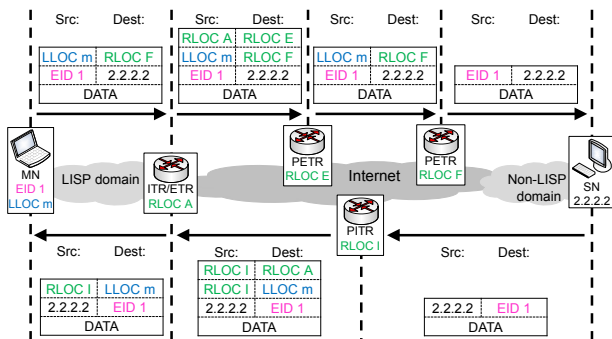 Src: Dest: Src: Dest: Src: Dest: Src: Dest:
RLOC A RLOC E
LLOC m RLOC F LLOC m RLOC F LLOC m RLOC F
EID 1 2.2.2.2 EID 1 2.2.2.2 EID 1 2.2.2.2 EID 1 2.2.2.2
DATA DATA DATA DATA
MN
EID 1
LLOC m
LISP domain
ITR/ETR
RLOC A
PETR
RLOC E
Internet
PETR
RLOC F
Non-LISP
domain
SN
2.2.2.2
PITR
RLOC I
Src: Dest: Src: Dest: Src: Dest:
RLOC I RLOC A
RLOC I LLOC m RLOC I LLOC m
2.2.2.2 EID 1 2.2.2.2 EID 1 2.2.2.2 EID 1
DATA DATA DATA